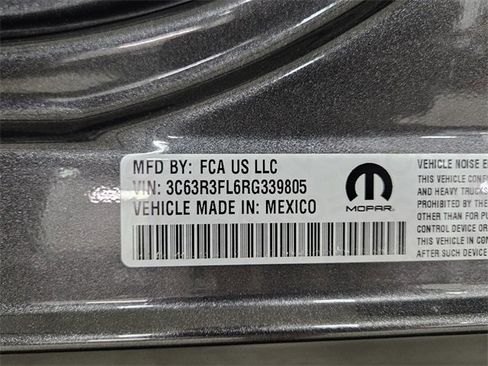 MFD BY: FCA US LLC
VIN: 3C63R3FL6RG339805
VEHICLE MADE IN: MEXICO
MOPAR
VEHICLE NOISE E
THIS VEHICLE CONF
AND HEAVY TRUCKS
PROHIBITED BY THE
OTHER THAN FOR PU
CONTROL DEVICE OR
THIS VEHICLE IN CON
AFTER SUCH DEVICE